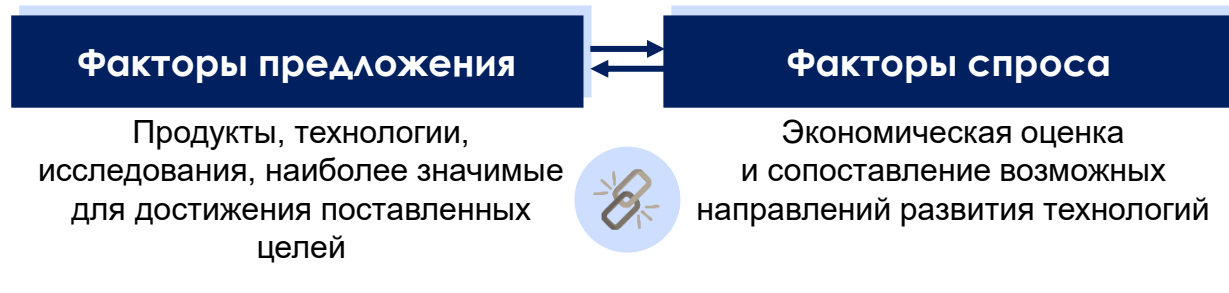 Факторы предложения
Факторы спроса
Продукты, технологии,
исследования, наиболее значимые
для достижения поставленных
целей
Экономическая оценка
и сопоставление возможных
направлений развития технологий